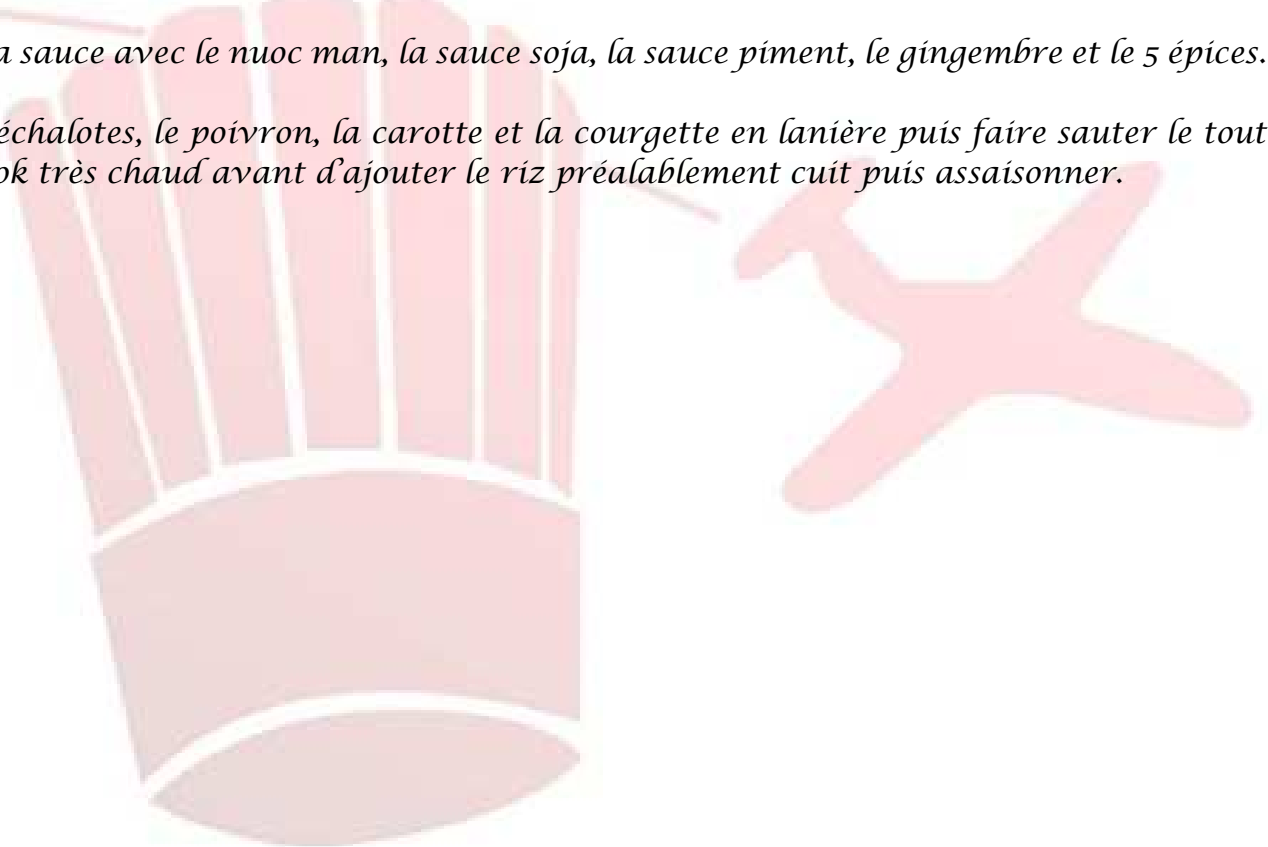 sauce avec le nuoc man, la sauce soja, la sauce piment, le gingembre et le 5 épices.
échalotes, le poivron, la carotte et la courgette en lanière puis faire sauter le tout
très chaud avant d'ajouter le riz préalablement cuit puis assaisonner.